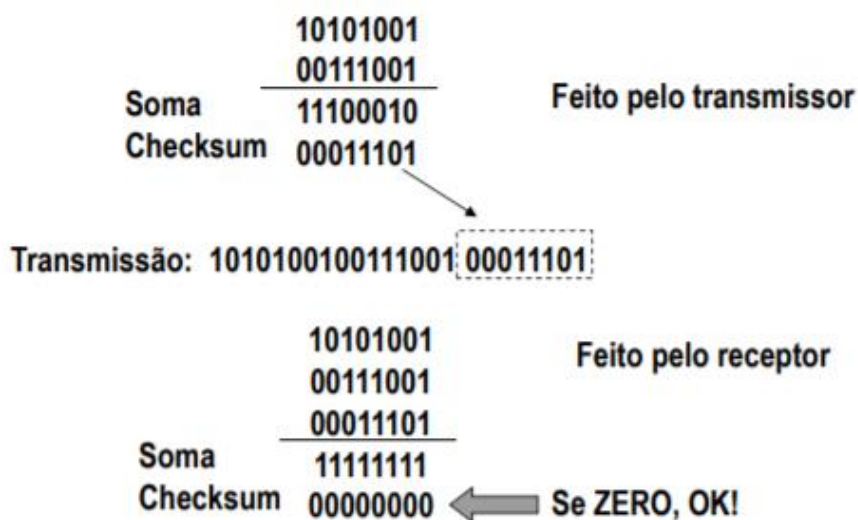 10101001
00111001
Soma 11100010 Feito pelo transmissor
Checksum 00011101
Transmissão: 1010100100111001 00011101
10101001
00111001 Feito pelo receptor
00011101
Soma 11111111
Checksum 00000000 Se ZERO, OK!